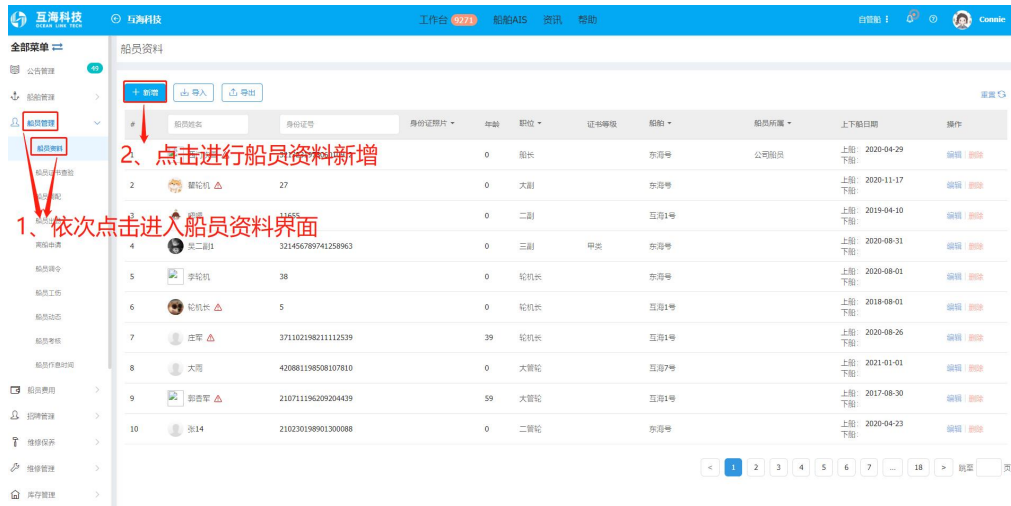 互海科技
OCEAN LINK TECH
互海科技
工作台 9271 船舶AIS 资讯 帮助
自管船
Connie
全部菜单
船员资料
公告管理 49
船舶管理
船员管理
船员资料
船员证书查验
离船申请
船员调令
船员工伤
船员动态
船员考核
船员作息时间
船员费用
招聘管理
维修保养
维修管理
库存管理
+ 新增 导入 导出
重置
# 船员姓名 身份证号 身份证照片 年龄 职位 证书等级 船舶 船员所属 上下船日期 操作
0 船长 东海号 公司船员 上船: 2020-04-29 下船: 编辑 删除
2 翟轮机 27 0 大副 东海号 上船: 2020-11-17 下船: 编辑 删除
3 11655 0 二副 互海1号 上船: 2019-04-10 下船: 编辑 删除
4 吴二副1 321456789741258963 0 三副 甲类 东海号 上船: 2020-08-31 下船: 编辑 删除
5 李轮机 38 0 轮机长 东海号 上船: 2020-08-01 下船: 编辑 删除
6 轮机长 5 0 轮机长 互海1号 上船: 2018-08-01 下船: 编辑 删除
7 庄军 371102198211112539 39 轮机长 互海1号 上船: 2020-08-26 下船: 编辑 删除
8 大雨 420881198508107810 0 大管轮 互海7号 上船: 2021-01-01 下船: 编辑 删除
9 郭吉军 210711196209204439 59 大管轮 互海1号 上船: 2017-08-30 下船: 编辑 删除
10 张14 210230198901300088 0 二管轮 东海号 上船: 2020-04-23 下船: 编辑 删除
2、点击进行船员资料新增
1、依次点击进入船员资料界面
< 1 2 3 4 5 6 7 ... 18 > 跳至 页